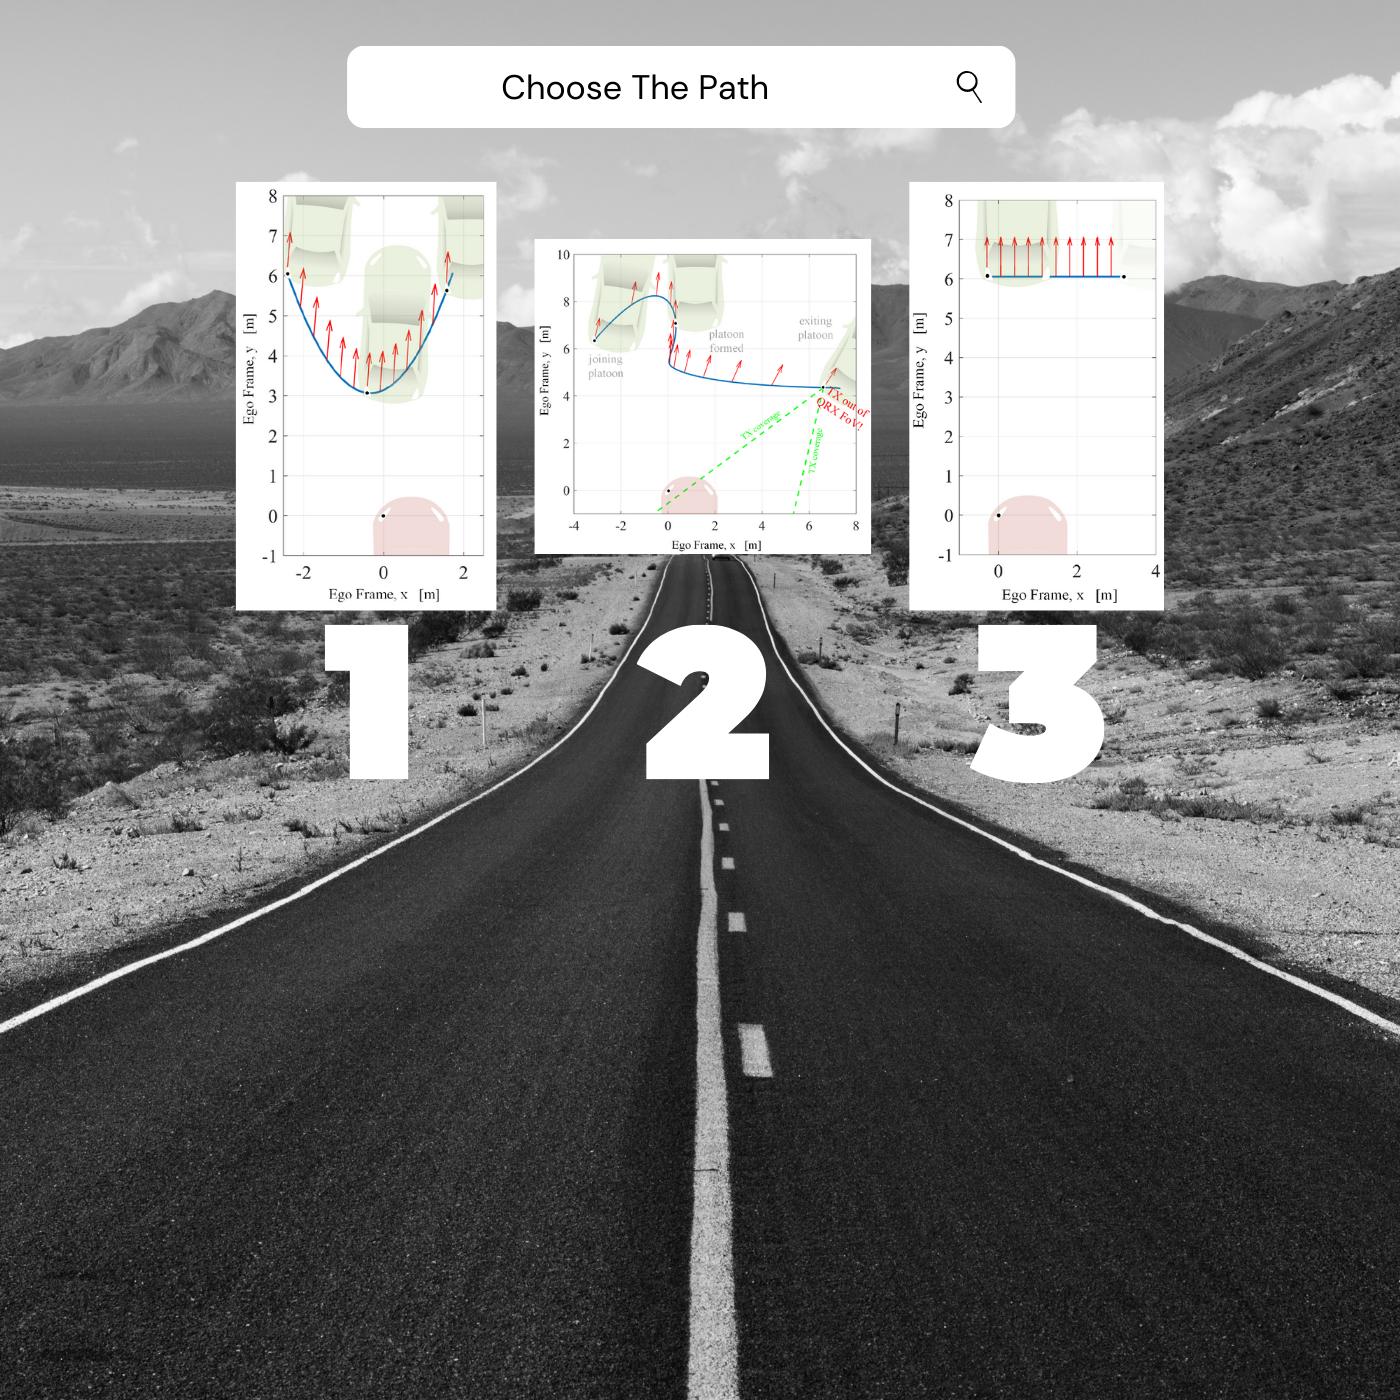 Choose The Path
8
7
6
5
4
3
2
1
0
-1
Ego Frame, y [m]
-2 0 2
Ego Frame, x [m]
10
8
6
4
2
0
Ego Frame, y [m]
joining
platoon
platoon
formed
exiting
platoon
TX out of
QRX FoV!
TX coverage
TX coverage
-4 -2 0 2 4 6 8
Ego Frame, x [m]
8
7
6
5
4
3
2
1
0
-1
Ego Frame, y [m]
0 2 4
Ego Frame, x [m]
1 2 3